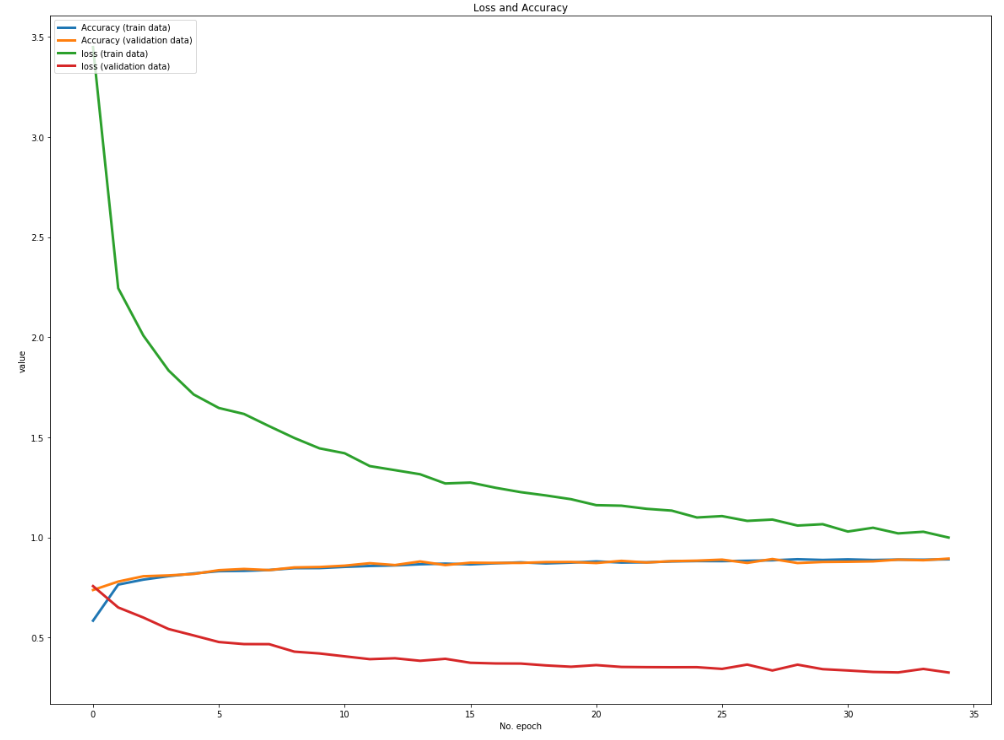 Loss and Accuracy
Accuracy (train data)
Accuracy (validation data)
loss (train data)
loss (validation data)
3.5
3.0
2.5
2.0
1.5
1.0
0.5
value
0 5 10 15 20 25 30 35
No. epoch